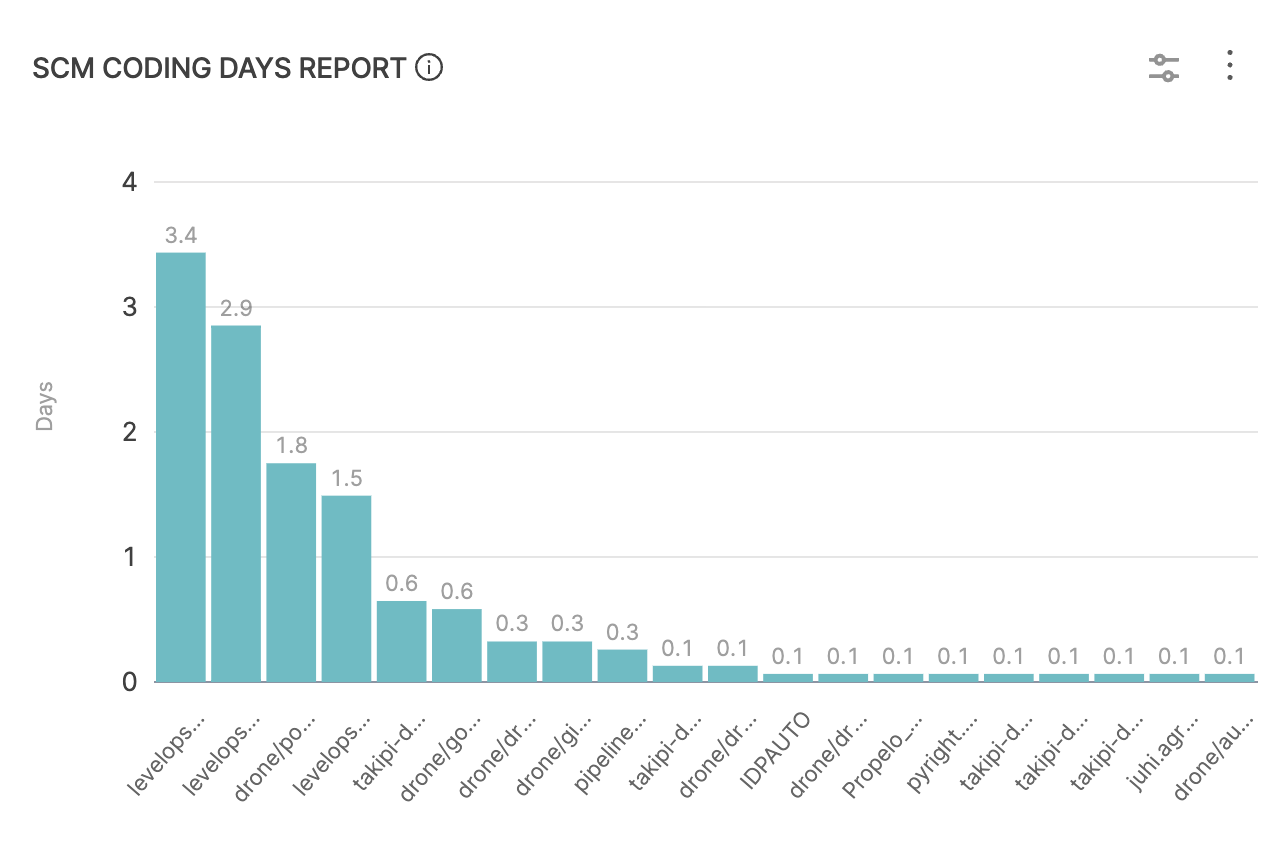 SCM CODING DAYS REPORT
4
3
2
1
0
Days
3.4
2.9
1.8
1.5
0.6
0.6
0.3
0.3
0.3
0.1
0.1
0.1
0.1
0.1
0.1
0.1
0.1
0.1
0.1
0.1
levelops...
levelops...
drone/po...
levelops...
takipi-d...
drone/go...
drone/dr...
drone/gi...
pipeline...
takipi-d...
drone/dr...
IDPAUTO
drone/dr...
Propelo_...
pyright....
takipi-d...
takipi-d...
takipi-d...
juhi.agr...
drone/au...